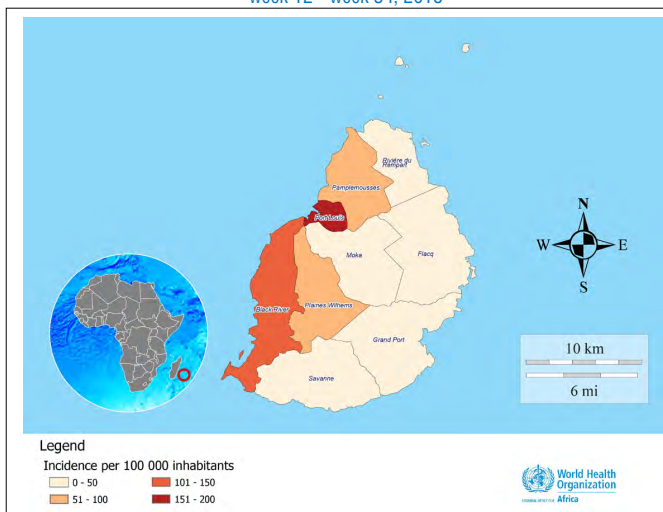 Rivière du
Rempart
Pamplemousses
Port Louis
Moka
Flacq
Black River
Plaines Wilhems
Grand Port
Savanne
N
W
E
S
10 km
6 mi
Legend
Incidence per 100 000 inhabitants
0 - 50
101 - 150
51 - 100
151 - 200
World Health
Organization
Africa